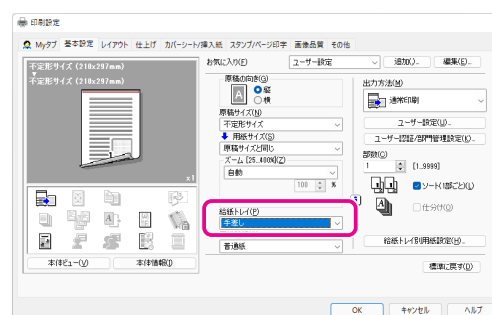 印刷設定
Myタブ 基本設定 レイアウト 仕上げ カバーシート/挿入紙 スタンプ/ページ印字 画像品質 その他
不定形サイズ (210x297mm)
不定形サイズ (210x297mm)
x1
本体ビュー(V) 本体情報(I)
お気に入り(F) ユーザー設定 追加(J)... 編集(E)...
原稿の向き(G)
A
縦
横
原稿サイズ(N)
不定形サイズ
用紙サイズ(S)
原稿サイズと同じ
ズーム [25..400%](Z)
自動
100 %
給紙トレイ(P)
手差し
普通紙
出力方法(M)
通常印刷
ユーザー設定(U)...
ユーザー認証/部門管理設定(K)...
部数(C)
1 [1..9999]
ソート(1部ごと)(L)
仕分け(O)
給紙トレイ別用紙設定(H)...
標準に戻す(D)
OK キャンセル ヘルプ